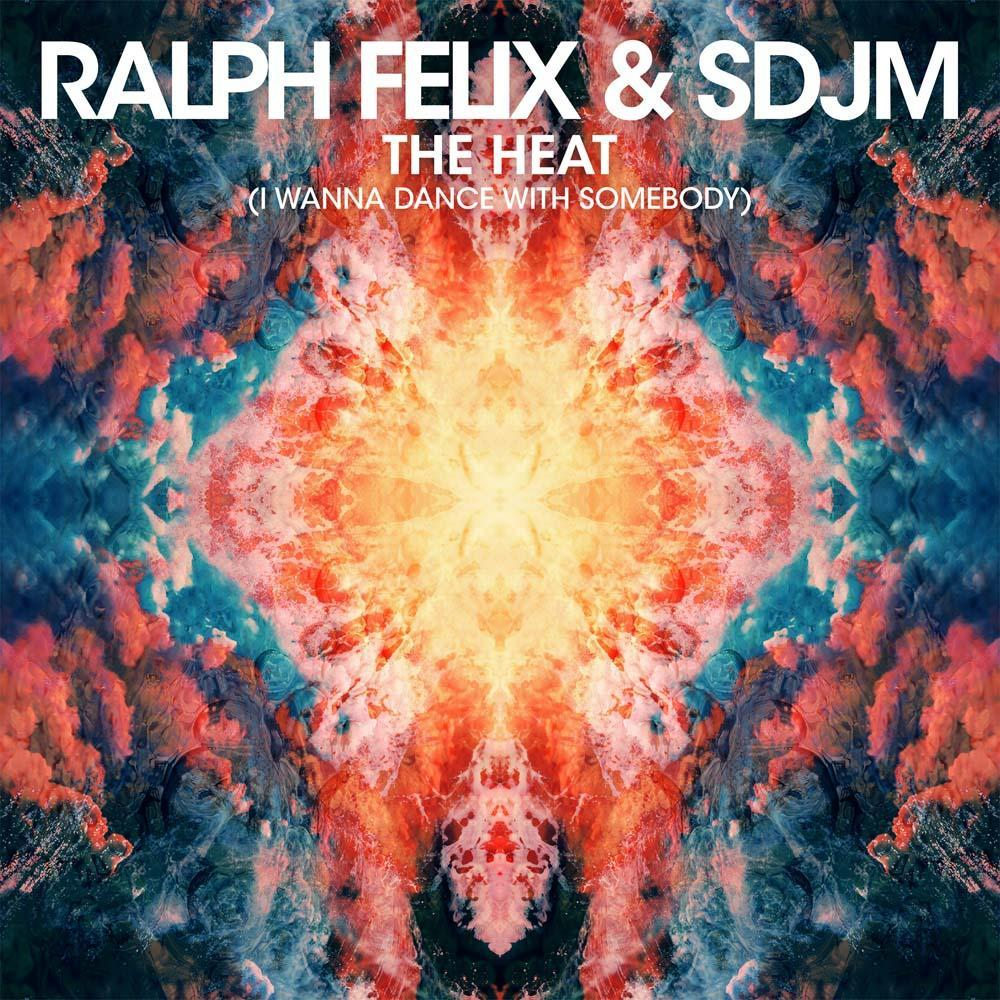 RALPH FELIX & SDJM
THE HEAT
(I WANNA DANCE WITH SOMEBODY)